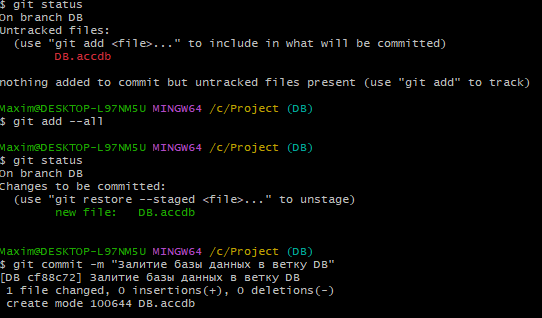 $ git status
On branch DB
Untracked files:
(use "git add <file>..." to include in what will be committed)
DB.accdb
nothing added to commit but untracked files present (use "git add" to track)
Maxim@DESKTOP-L97NM5U MINGW64 /c/Project (DB)
$ git add --all
Maxim@DESKTOP-L97NM5U MINGW64 /c/Project (DB)
$ git status
On branch DB
Changes to be committed:
(use "git restore --staged <file>..." to unstage)
new file: DB.accdb
Maxim@DESKTOP-L97NM5U MINGW64 /c/Project (DB)
$ git commit -m "Залитие базы данных в ветку DB"
[DB cf88c72] Залитие базы данных в ветку DB
1 file changed, 0 insertions(+), 0 deletions(-)
create mode 100644 DB.accdb